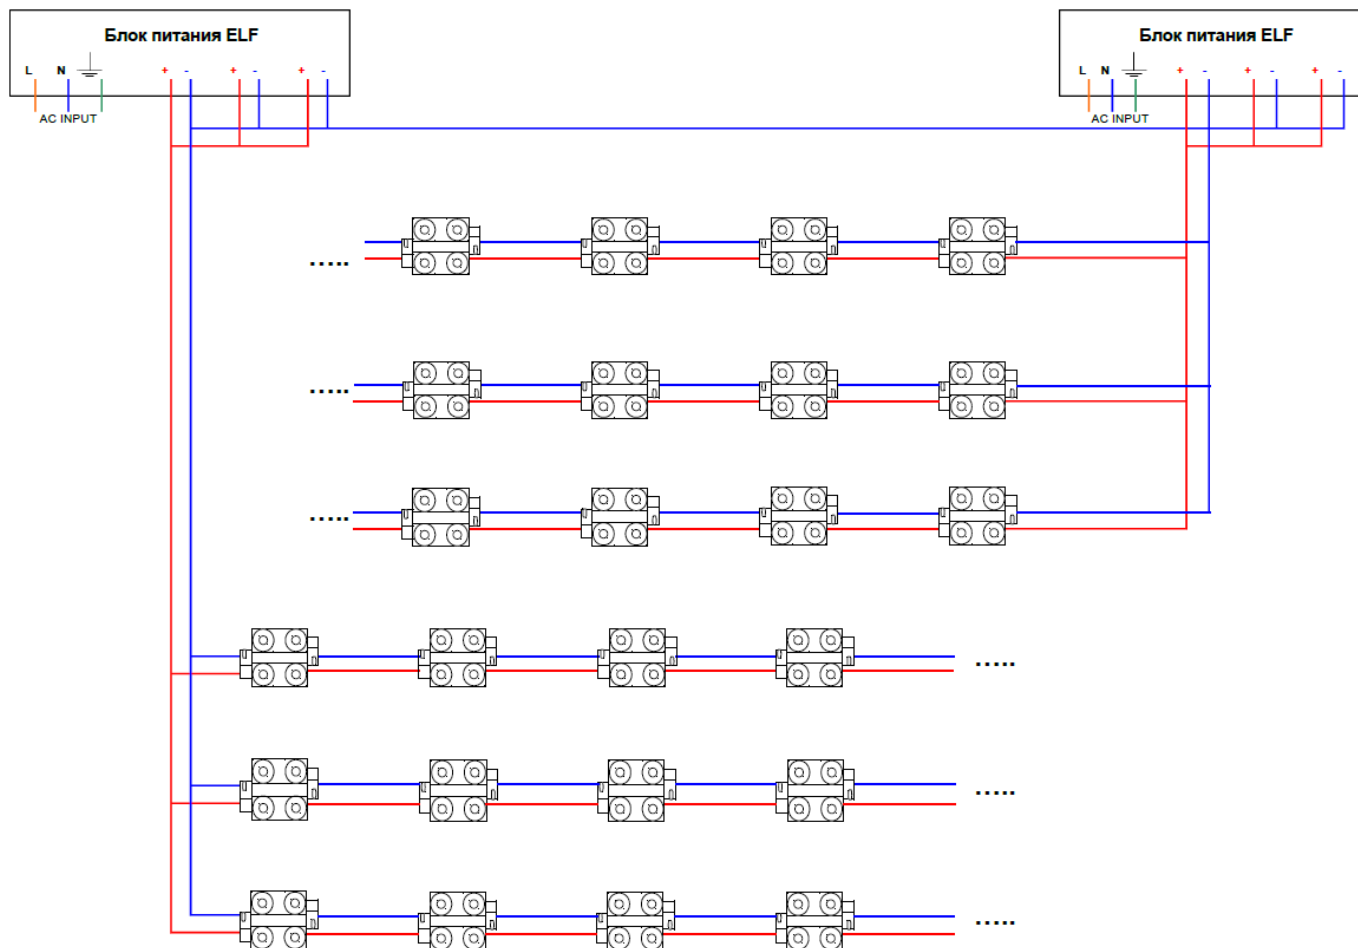 Блок питания ELF
L N + - + - + -
AC INPUT
Блок питания ELF
L N + - + - + -
AC INPUT
.....
.....
.....
.....
.....
.....